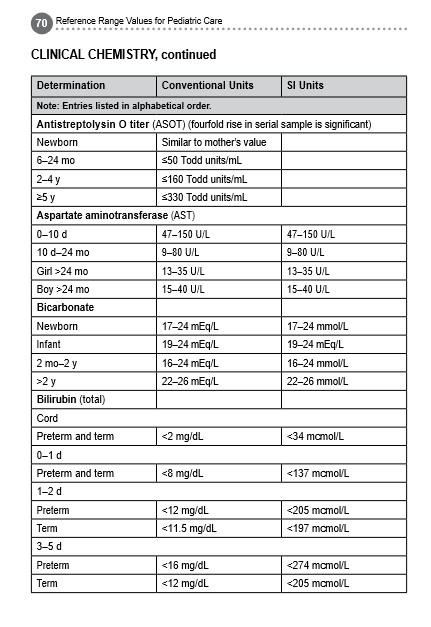 70 Reference Range Values for Pediatric Care
CLINICAL CHEMISTRY, continued
Determination Conventional Units SI Units
Note: Entries listed in alphabetical order.
Antistreptolysin O titer (ASOT) (fourfold rise in serial sample is significant)
Newborn Similar to mother's value
6–24 mo ≤50 Todd units/mL
2–4 y ≤160 Todd units/mL
≥5 y ≤330 Todd units/mL
Aspartate aminotransferase (AST)
0–10 d 47–150 U/L 47–150 U/L
10 d–24 mo 9–80 U/L 9–80 U/L
Girl >24 mo 13–35 U/L 13–35 U/L
Boy >24 mo 15–40 U/L 15–40 U/L
Bicarbonate
Newborn 17–24 mEq/L 17–24 mmol/L
Infant 19–24 mEq/L 19–24 mEq/L
2 mo–2 y 16–24 mEq/L 16–24 mmol/L
>2 y 22–26 mEq/L 22–26 mmol/L
Bilirubin (total)
Cord
Preterm and term <2 mg/dL <34 mcmol/L
0–1 d
Preterm and term <8 mg/dL <137 mcmol/L
1–2 d
Preterm <12 mg/dL <205 mcmol/L
Term <11.5 mg/dL <197 mcmol/L
3–5 d
Preterm <16 mg/dL <274 mcmol/L
Term <12 mg/dL <205 mcmol/L